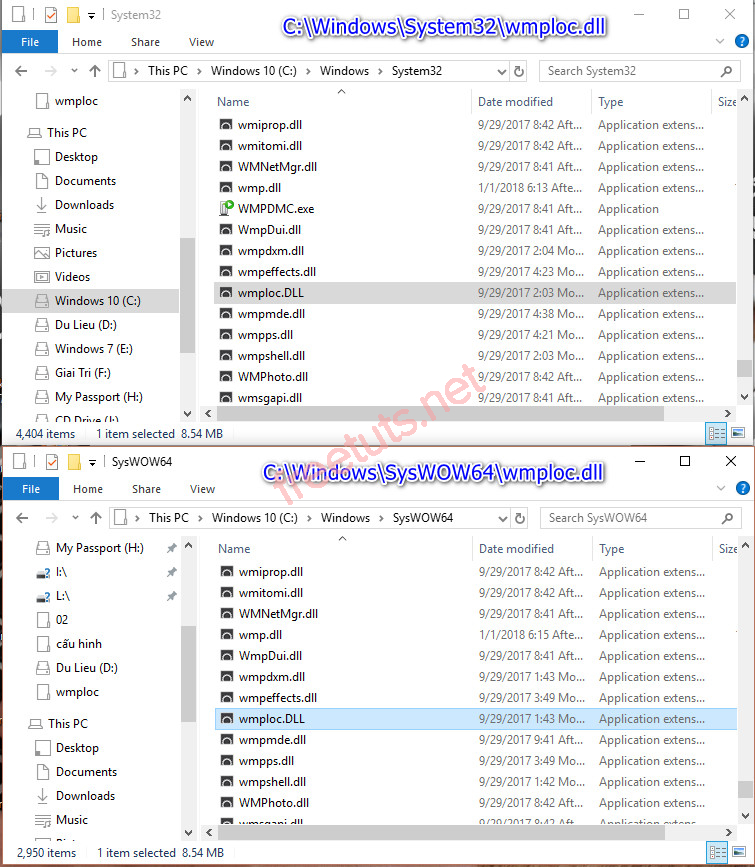 System32
C:\Windows\System32\wmploc.dll
File Home Share View
This PC Windows 10 (C:) Windows System32 Search System32
Name Date modified Type Size
wmploc
This PC
Desktop
Documents
Downloads
Music
Pictures
Videos
Windows 10 (C:)
Du Lieu (D:)
Windows 7 (E:)
Giai Tri (F:)
My Passport (H:)
CD Drive (I:)
wmiprop.dll 9/29/2017 8:42 Aft... Application extens...
wmitomi.dll 9/29/2017 8:42 Aft... Application extens...
WMNetMgr.dll 9/29/2017 8:41 Aft... Application extens...
wmp.dll 1/1/2018 6:13 Afte... Application extens...
WMPDMC.exe 9/29/2017 8:41 Aft... Application
WmpDui.dll 9/29/2017 8:41 Aft... Application extens...
wmpdxm.dll 9/29/2017 2:04 Mo... Application extens...
wmpeffects.dll 9/29/2017 4:23 Mo... Application extens...
wmploc.DLL 9/29/2017 2:03 Mo... Application extens...
wmpmde.dll 9/29/2017 4:38 Mo... Application extens...
wmpps.dll 9/29/2017 4:21 Mo... Application extens...
wmpshell.dll 9/29/2017 2:03 Mo... Application extens...
WMPhoto.dll 9/29/2017 8:42 Aft... Application extens...
wmsgapi.dll 9/29/2017 8:42 Aft... Application extens...
4,404 items 1 item selected 8.54 MB
freetuts.net
SysWOW64
C:\Windows\SysWOW64\wmploc.dll
File Home Share View
This PC Windows 10 (C:) Windows SysWOW64 Search SysWOW64
Name Date modified Type Size
My Passport (H:)
I:\
L:\
02
cấu hinh
Du Lieu (D:)
wmploc
This PC
Desktop
Documents
Downloads
Music
wmiprop.dll 9/29/2017 8:42 Aft... Application extens...
wmitomi.dll 9/29/2017 8:42 Aft... Application extens...
WMNetMgr.dll 9/29/2017 8:41 Aft... Application extens...
wmp.dll 1/1/2018 6:15 Afte... Application extens...
WmpDui.dll 9/29/2017 8:41 Aft... Application extens...
wmpdxm.dll 9/29/2017 1:43 Mo... Application extens...
wmpeffects.dll 9/29/2017 3:49 Mo... Application extens...
wmploc.DLL 9/29/2017 1:43 Mo... Application extens...
wmpmde.dll 9/29/2017 9:41 Aft... Application extens...
wmpps.dll 9/29/2017 3:49 Mo... Application extens...
wmpshell.dll 9/29/2017 1:42 Mo... Application extens...
WMPhoto.dll 9/29/2017 8:42 Aft... Application extens...
wmsgapi.dll 9/29/2017 8:42 Aft... Application extens...
2,950 items 1 item selected 8.54 MB